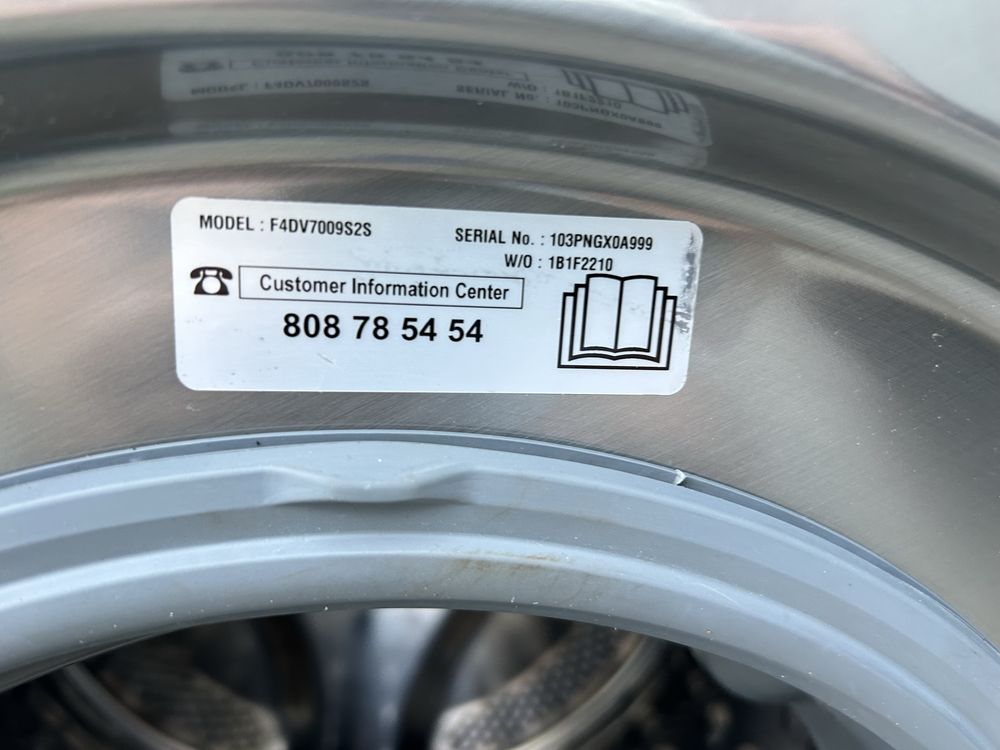 MODEL : F4DV7009S2S
SERIAL No. : 103PNGX0A999
W/O : 1B1F2210
Customer Information Center
808 78 54 54